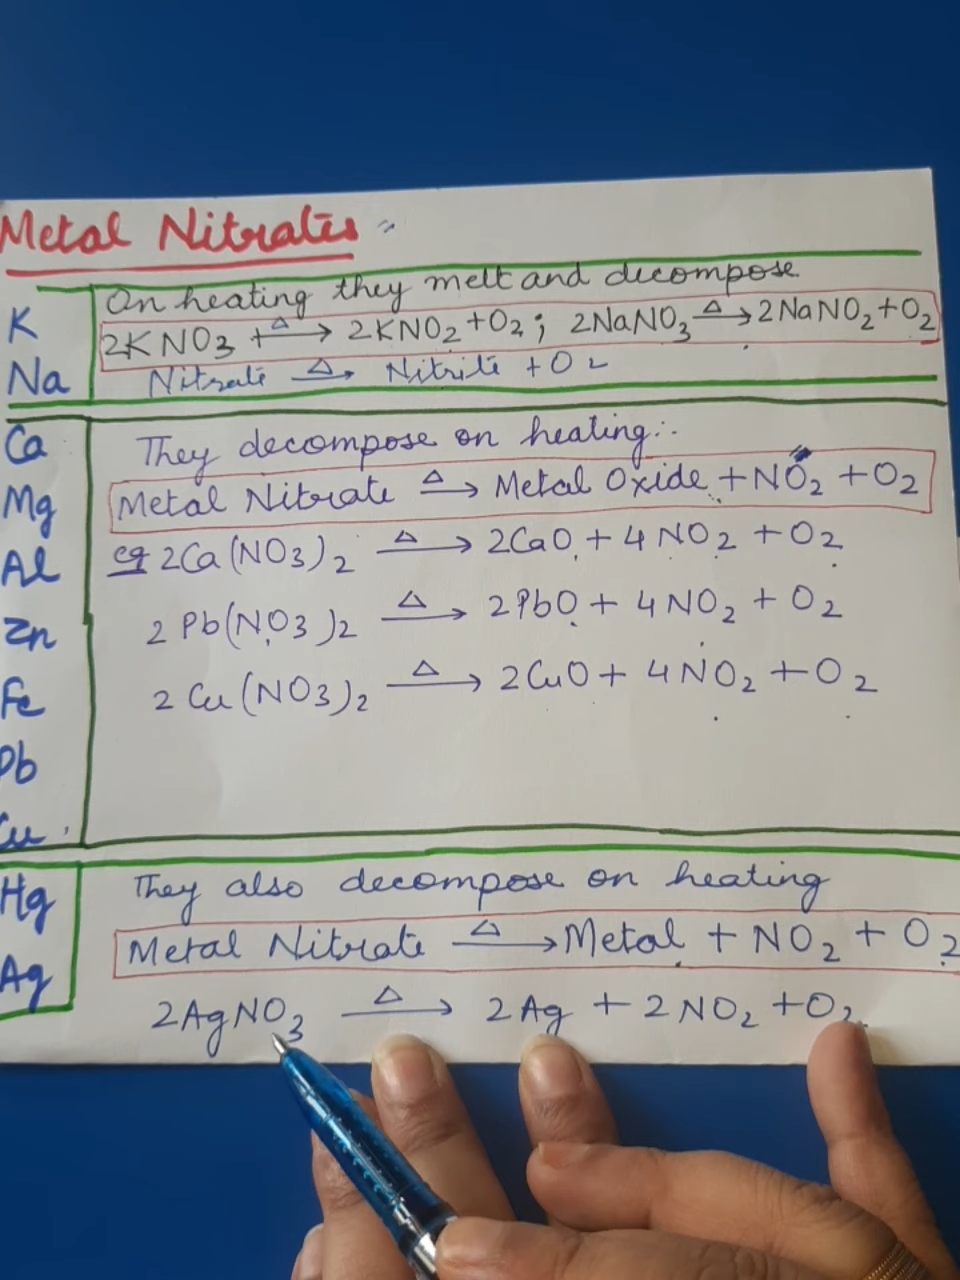 Metal Nitrates :-
K
Na
On heating they melt and decompose
2KNO3 +△→ 2KNO2 + O2 ; 2NaNO3 △→ 2NaNO2 + O2
Nitrate △→ Nitrite + O2
Ca
Mg
Al
Zn
Fe
Pb
Cu
They decompose on heating :-
Metal Nitrate △→ Metal Oxide + NO2 + O2
eg 2Ca(NO3)2 △→ 2CaO + 4NO2 + O2
2Pb(NO3)2 △→ 2PbO + 4NO2 + O2
2Cu(NO3)2 △→ 2CuO + 4NO2 + O2
Hg
Ag
They also decompose on heating
Metal Nitrate △→ Metal + NO2 + O2
2AgNO3 △→ 2Ag + 2NO2 + O2